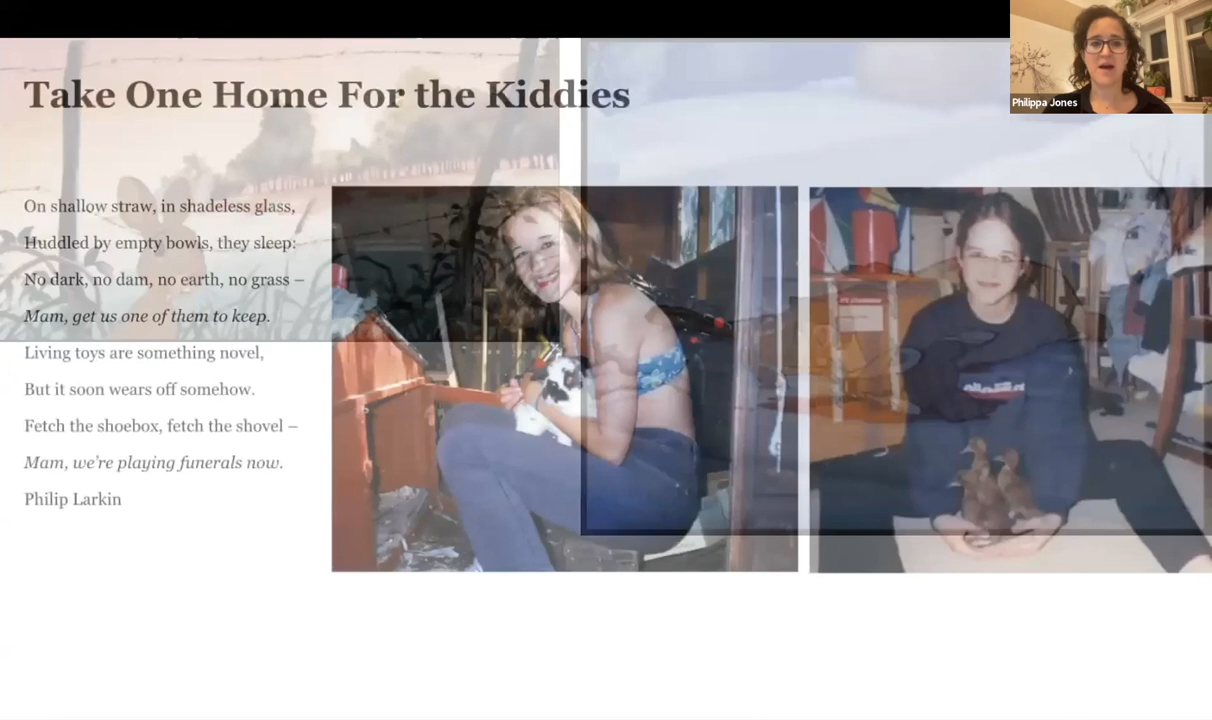 Take One Home For the Kiddies
On shallow straw, in shadeless glass,
Huddled by empty bowls, they sleep:
No dark, no dam, no earth, no grass –
Mam, get us one of them to keep.
Living toys are something novel,
But it soon wears off somehow.
Fetch the shoebox, fetch the shovel –
Mam, we're playing funerals now.
Philip Larkin
Philippa Jones